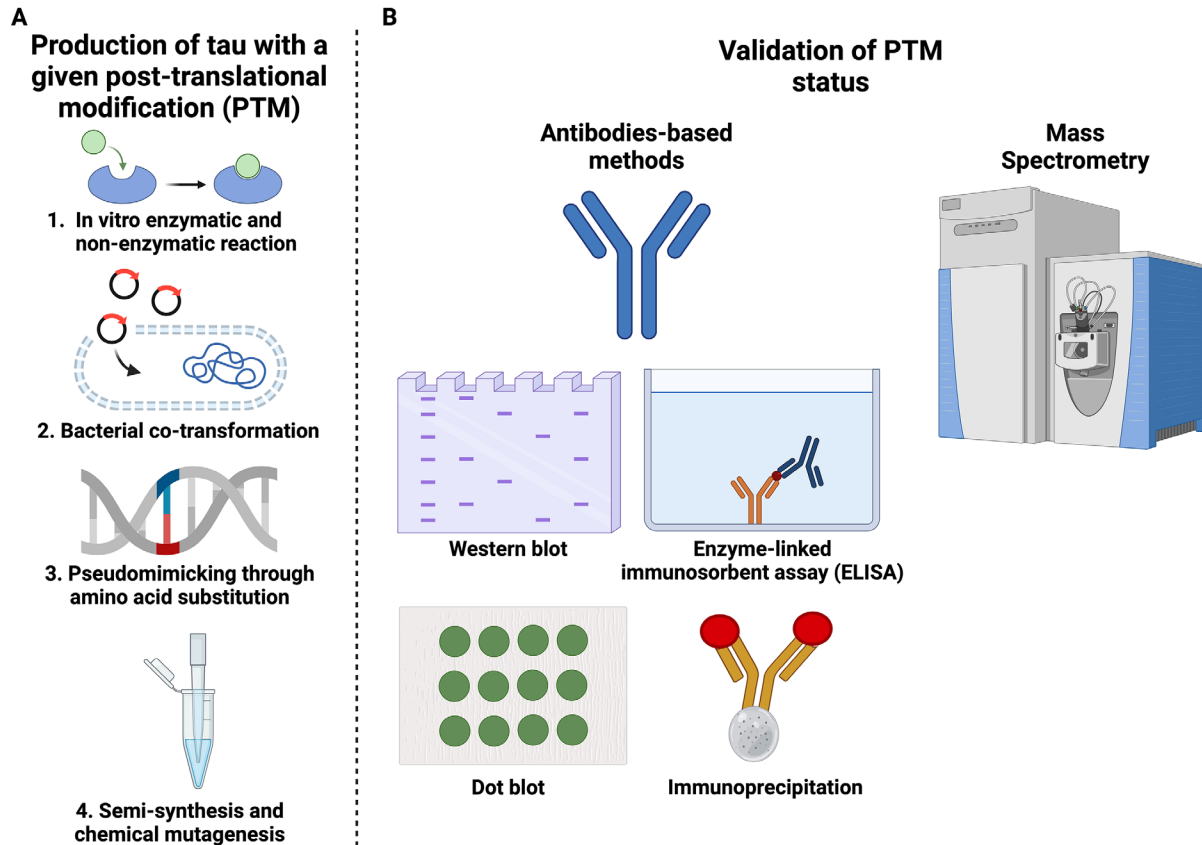 A
Production of tau with a
given post-translational
modification (PTM)
1. In vitro enzymatic and
non-enzymatic reaction
2. Bacterial co-transformation
3. Pseudomimicking through
amino acid substitution
4. Semi-synthesis and
chemical mutagenesis
B
Validation of PTM
status
Antibodies-based
methods
Western blot
Enzyme-linked
immunosorbent assay (ELISA)
Dot blot
Immunoprecipitation
Mass
Spectrometry